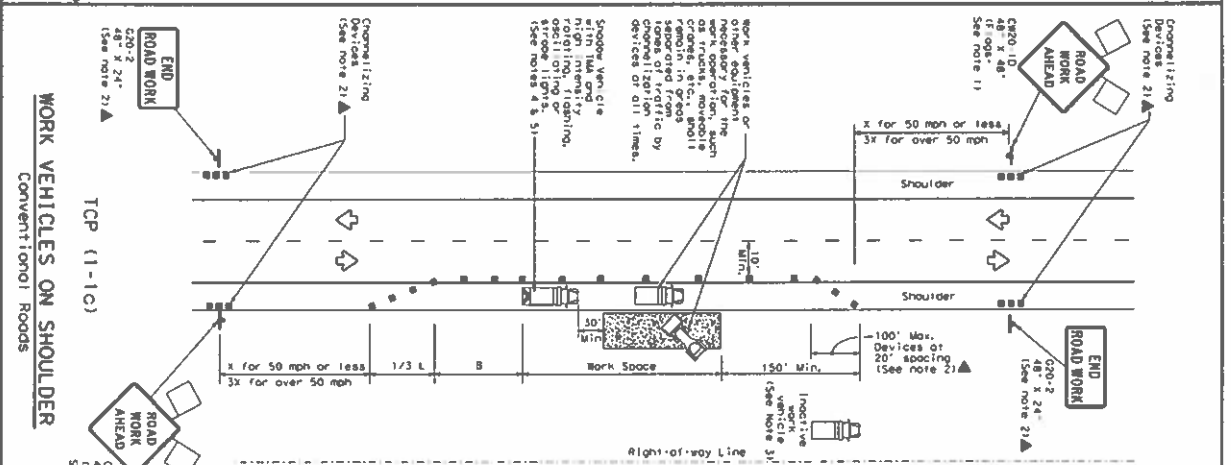 Channelizing
Devices
(See note 2)▲
END
ROAD WORK
G20-2
48" X 24"
(See note 2)▲
Shadow Vehicle
with TMA and
high intensity
rotating, flashing,
oscillating or
strobe lights.
(See notes 4 & 5)
Work vehicles or
other equipment
necessary for the
work operation, such
as trucks, moveable
cranes, etc., shall
remain in areas
separated from
lanes of traffic by
channelization
devices at all times.
CW20-1D
48" X 48"
(Flags-
See note 1)
ROAD
WORK
AHEAD
Channelizing
Devices
(See note 2)▲
X for 50 mph or less
3X for over 50 mph
Shoulder
10'
Min.
Shoulder
30'
Min
X for 50 mph or less
3X for over 50 mph
1/3 L
B
Work Space
150' Min.
100' Max.
Devices at
20' spacing
(See note 2)▲
END
ROAD WORK
G20-2
48" X 24"
(See note 2)▲
Inactive
work
vehicle
(See Note 3)
ROAD
WORK
AHEAD
Right-of-way Line
TCP (1-1c)
WORK VEHICLES ON SHOULDER
Conventional Roads